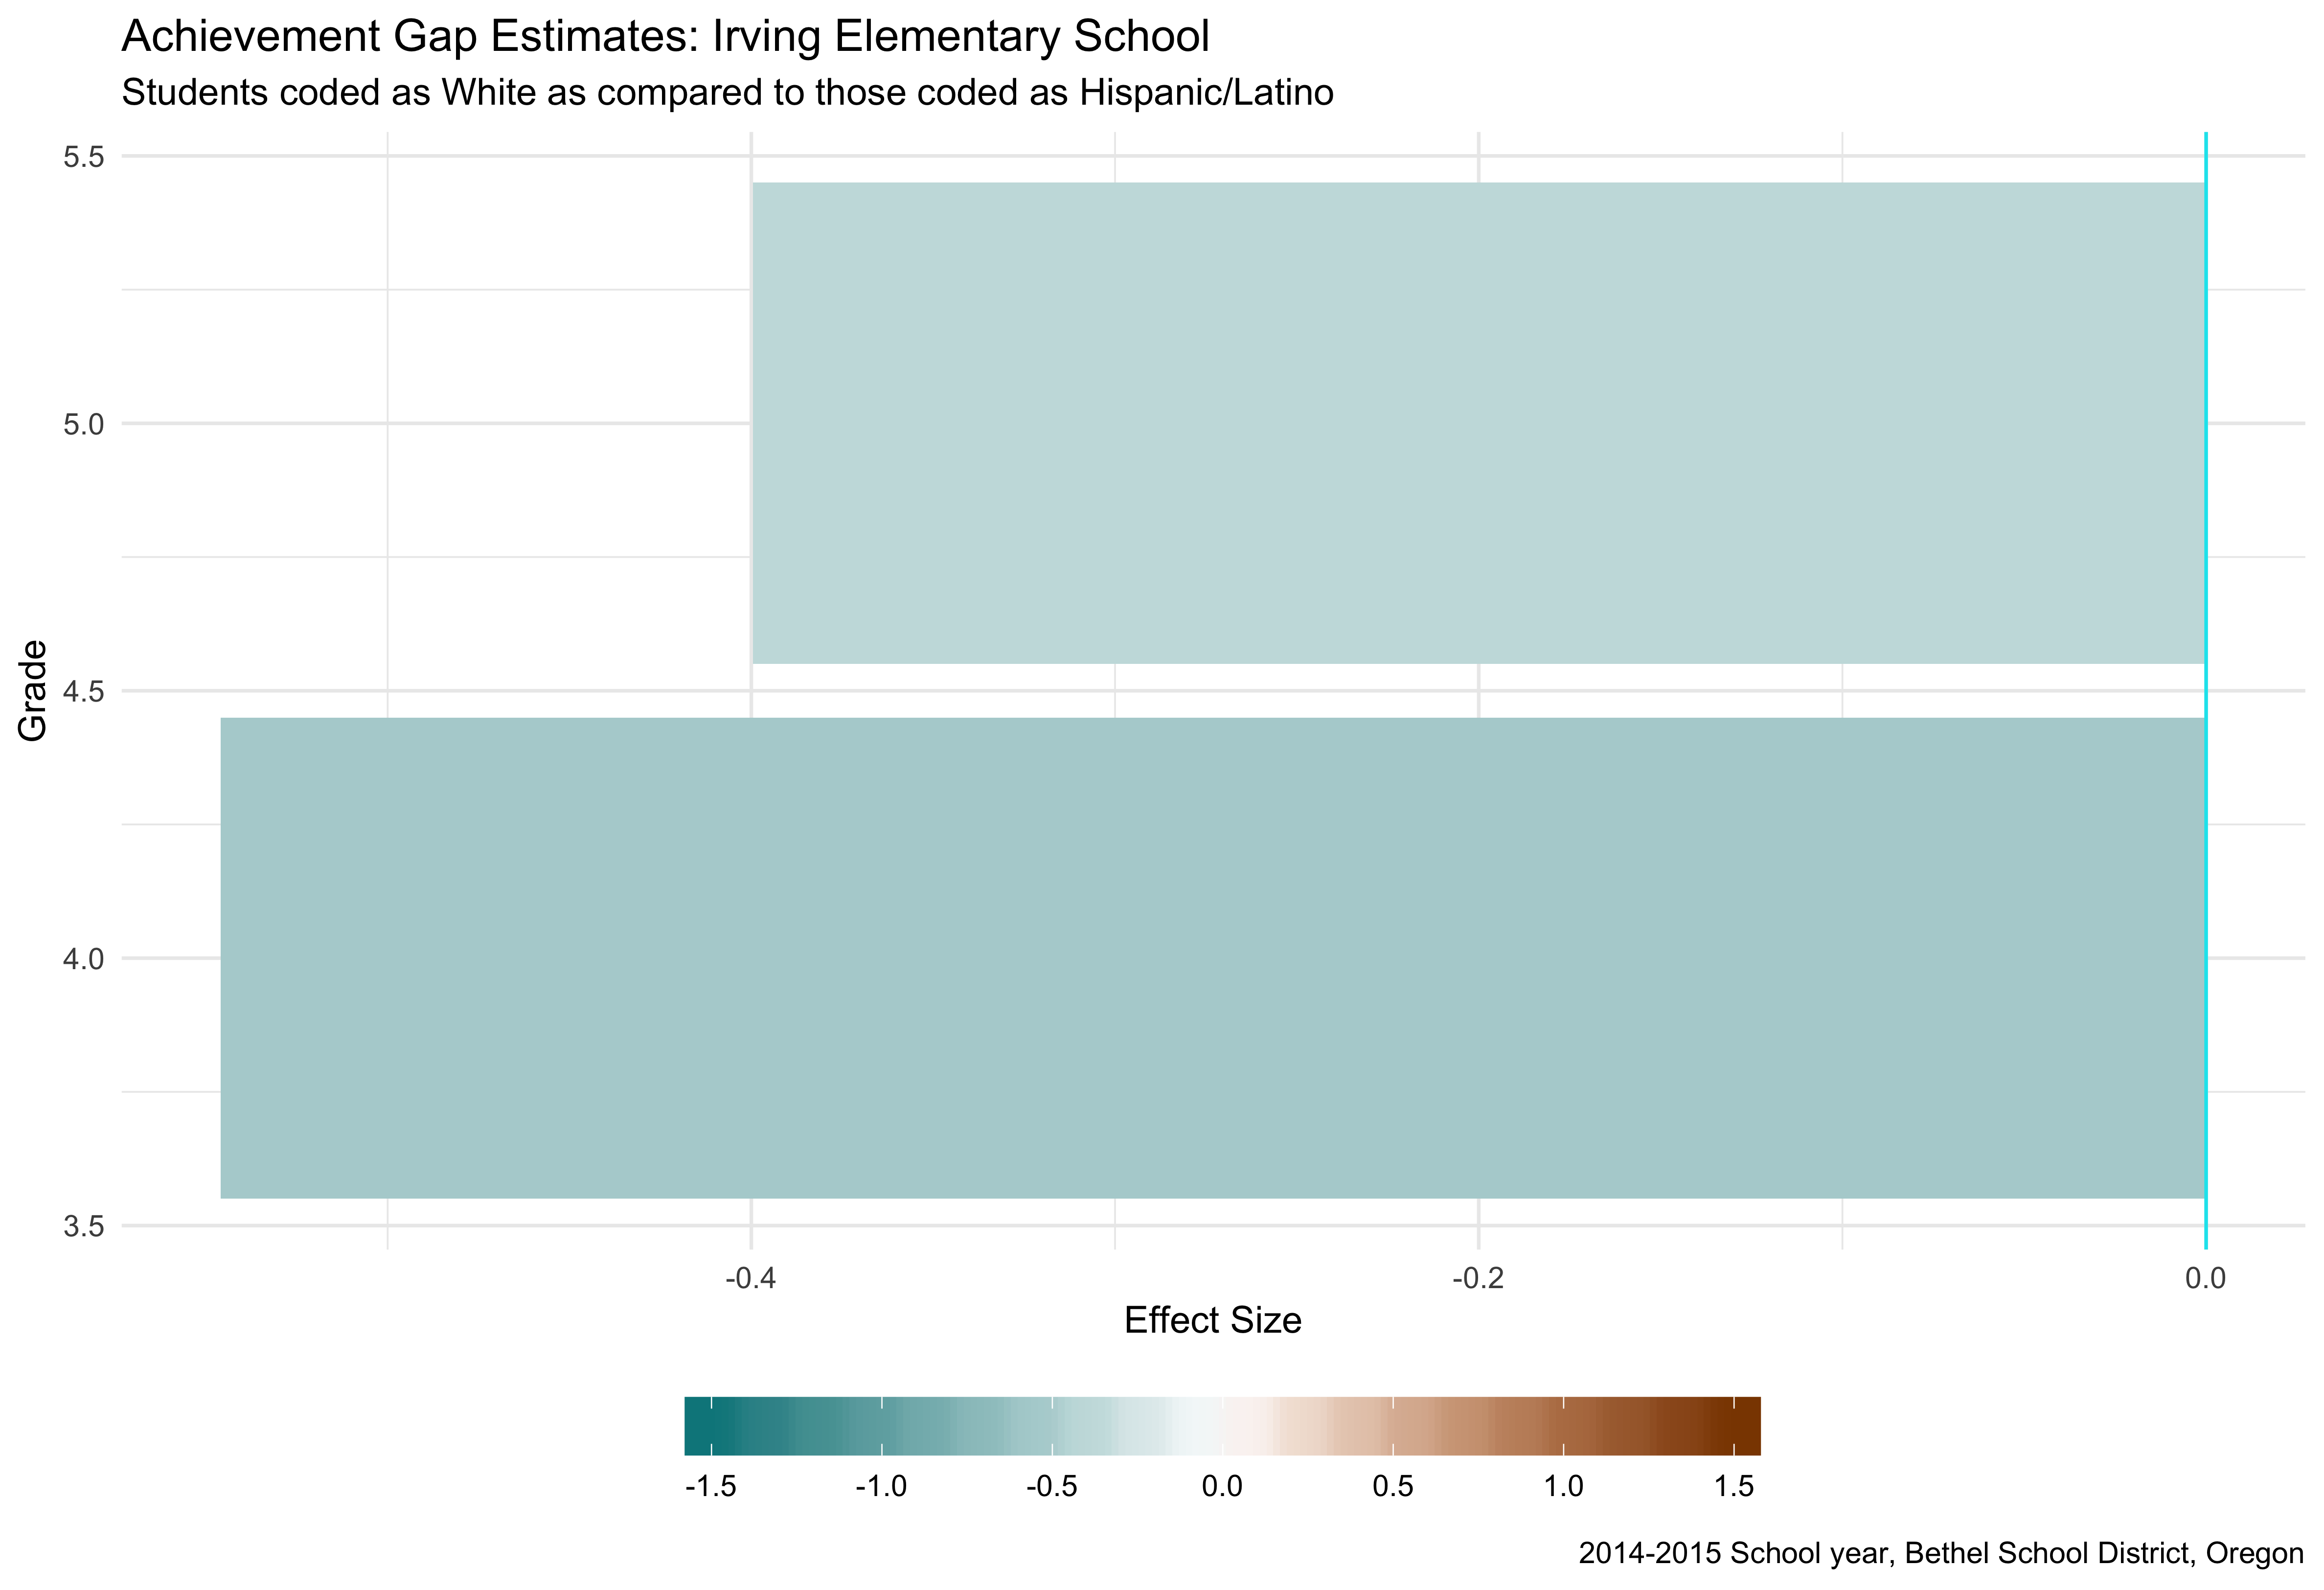 Achievement Gap Estimates: Irving Elementary School
Students coded as White as compared to those coded as Hispanic/Latino
5.5
5.0
4.5
4.0
3.5
Grade
-0.4 -0.2 0.0
Effect Size
-1.5 -1.0 -0.5 0.0 0.5 1.0 1.5
2014-2015 School year, Bethel School District, Oregon